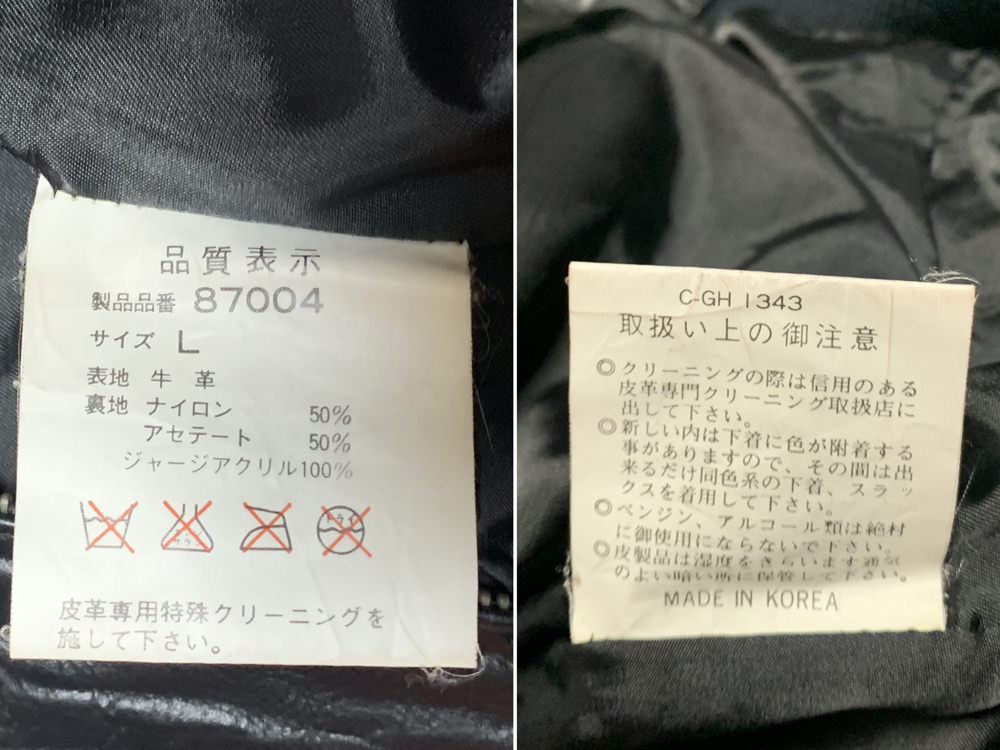 品質表示
製品品番 87004
サイズ L
表地 牛革
裏地 ナイロン 50%
アセテート 50%
ジャージアクリル100%
皮革専用特殊クリーニングを
施して下さい。
C-GH 1343
取扱い上の御注意
◎クリーニングの際は信用のある
皮革専門クリーニング取扱店に
出して下さい。
◎新しい内は下着に色が附着する
事がありますので、その間は出
来るだけ同色系の下着、スラッ
クスを着用して下さい。
◎ベンジン、アルコール類は絶対
に御使用にならないで下さい。
◎皮製品は湿度をきらいます通気
のよい暗い所に保管して下さい。
MADE IN KOREA